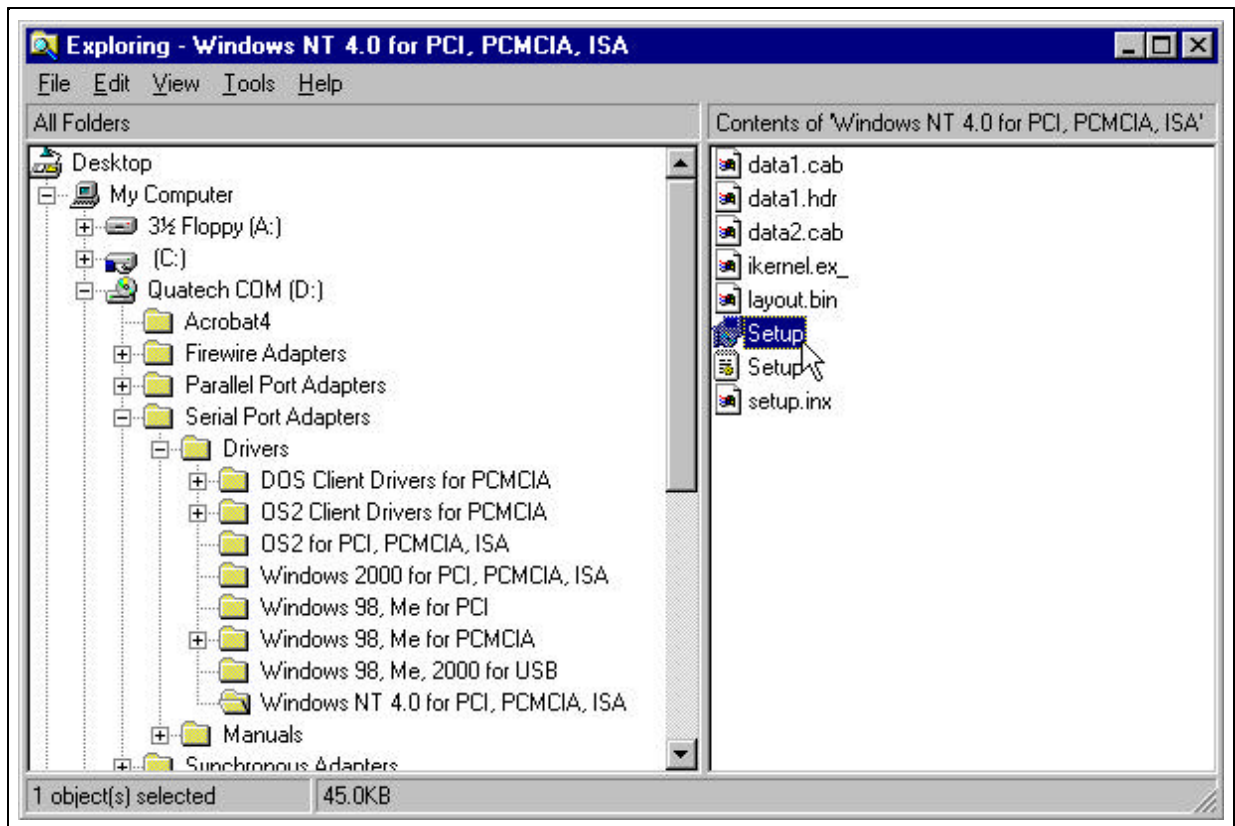 Exploring - Windows NT 4.0 for PCI, PCMCIA, ISA
File Edit View Tools Help
All Folders
Contents of 'Windows NT 4.0 for PCI, PCMCIA, ISA'
Desktop
My Computer
3½ Floppy (A:)
(C:)
Quatech COM (D:)
Acrobat4
Firewire Adapters
Parallel Port Adapters
Serial Port Adapters
Drivers
DOS Client Drivers for PCMCIA
OS2 Client Drivers for PCMCIA
OS2 for PCI, PCMCIA, ISA
Windows 2000 for PCI, PCMCIA, ISA
Windows 98, Me for PCI
Windows 98, Me for PCMCIA
Windows 98, Me, 2000 for USB
Windows NT 4.0 for PCI, PCMCIA, ISA
Manuals
Synchronous Adapters
data1.cab
data1.hdr
data2.cab
ikernel.ex_
layout.bin
Setup
Setup
setup.inx
1 object(s) selected
45.0KB